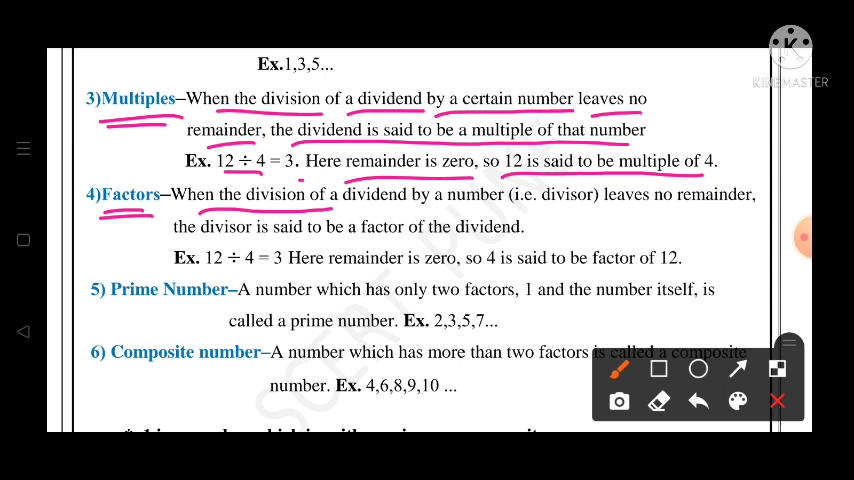 Ex.1,3,5...
3)Multiples–When the division of a dividend by a certain number leaves no
remainder, the dividend is said to be a multiple of that number
Ex. 12 ÷ 4 = 3. Here remainder is zero, so 12 is said to be multiple of 4.
4)Factors–When the division of a dividend by a number (i.e. divisor) leaves no remainder,
the divisor is said to be a factor of the dividend.
Ex. 12 ÷ 4 = 3 Here remainder is zero, so 4 is said to be factor of 12.
5) Prime Number–A number which has only two factors, 1 and the number itself, is
called a prime number. Ex. 2,3,5,7...
6) Composite number–A number which has more than two factors is called a composite
number. Ex. 4,6,8,9,10 ...
K
KINEMASTER
SCERT PUNE